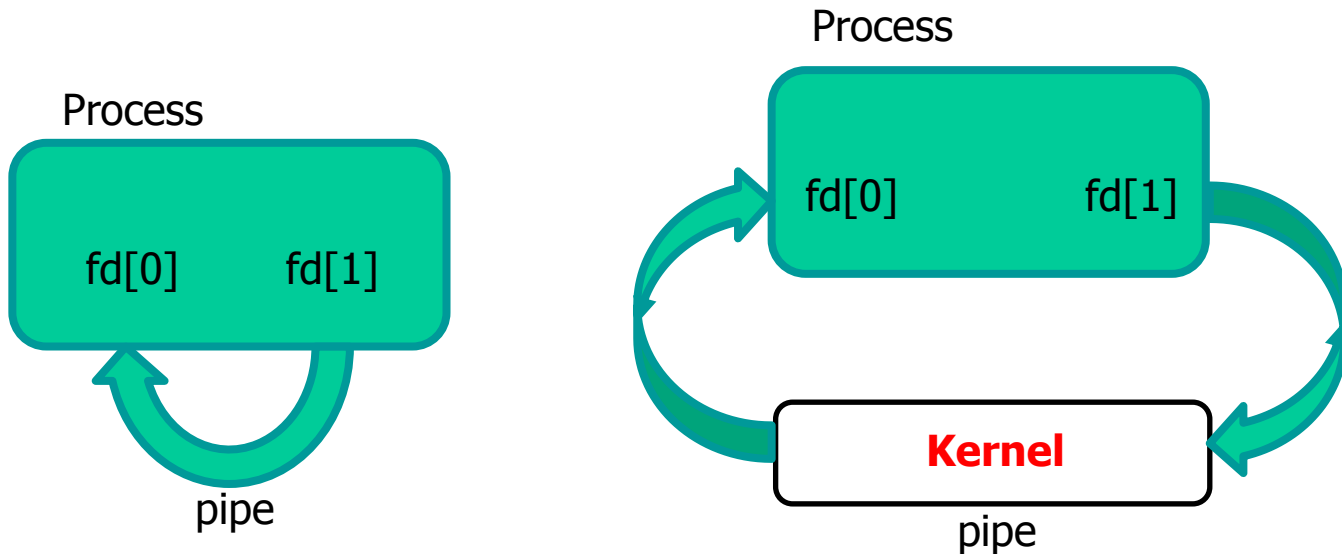 Process
fd[0] fd[1]
pipe
Process
fd[0] fd[1]
Kernel
pipe